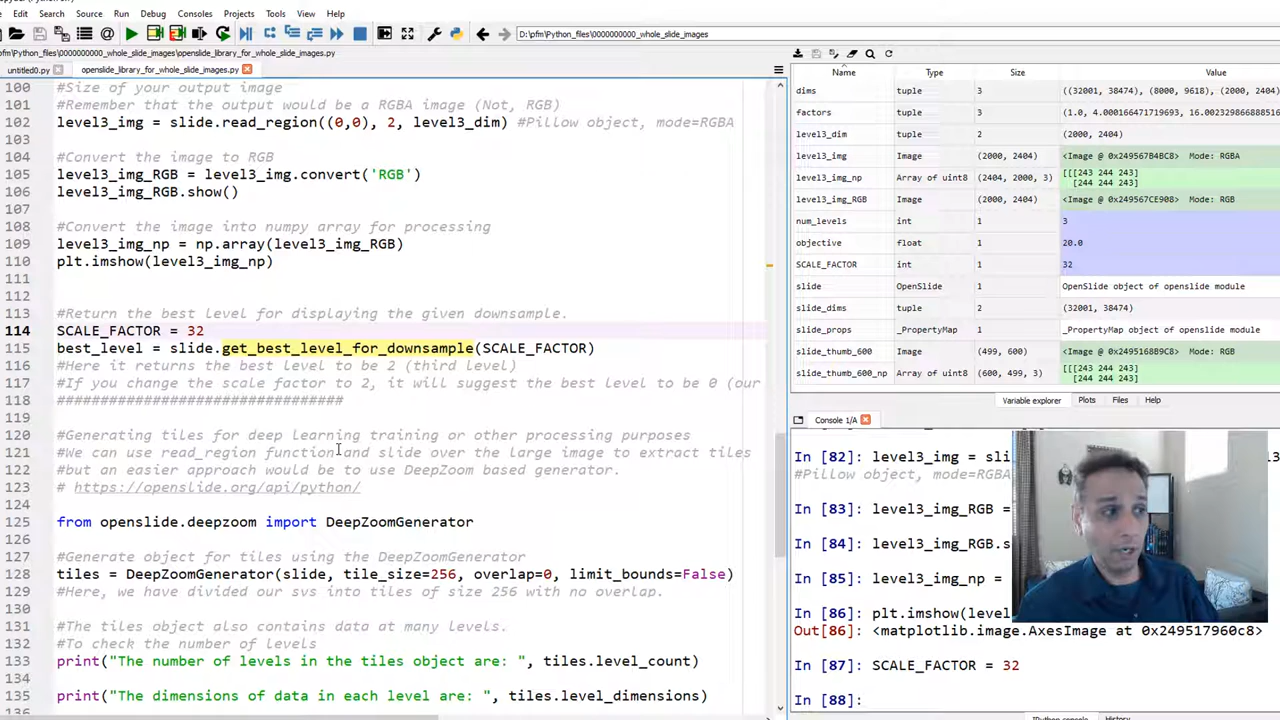 Edit Search Source Run Debug Consoles Projects Tools View Help
D:\pfm\Python_files\0000000000_whole_slide_images
pfm\Python_files\0000000000_whole_slide_images\openslide_library_for_whole_slide_images.py
untitled0.py openslide_library_for_whole_slide_images.py
100 #Size of your output image
101 #Remember that the output would be a RGBA image (Not, RGB)
102 level3_img = slide.read_region((0,0), 2, level3_dim) #Pillow object, mode=RGBA
103
104 #Convert the image to RGB
105 level3_img_RGB = level3_img.convert('RGB')
106 level3_img_RGB.show()
107
108 #Convert the image into numpy array for processing
109 level3_img_np = np.array(level3_img_RGB)
110 plt.imshow(level3_img_np)
111
112
113 #Return the best level for displaying the given downsample.
114 SCALE_FACTOR = 32
115 best_level = slide.get_best_level_for_downsample(SCALE_FACTOR)
116 #Here it returns the best level to be 2 (third level)
117 #If you change the scale factor to 2, it will suggest the best level to be 0 (our
118 #################################
119
120 #Generating tiles for deep learning training or other processing purposes
121 #We can use read_region function and slide over the large image to extract tiles
122 #but an easier approach would be to use DeepZoom based generator.
123 # https://openslide.org/api/python/
124
125 from openslide.deepzoom import DeepZoomGenerator
126
127 #Generate object for tiles using the DeepZoomGenerator
128 tiles = DeepZoomGenerator(slide, tile_size=256, overlap=0, limit_bounds=False)
129 #Here, we have divided our svs into tiles of size 256 with no overlap.
130
131 #The tiles object also contains data at many levels.
132 #To check the number of levels
133 print("The number of levels in the tiles object are: ", tiles.level_count)
134
135 print("The dimensions of data in each level are: ", tiles.level_dimensions)
136
Name Type Size Value
dims tuple 3 ((32001, 38474), (8000, 9618), (2000, 2404)
factors tuple 3 (1.0, 4.000166471719693, 16.002329866888516
level3_dim tuple 2 (2000, 2404)
level3_img Image (2000, 2404) <Image @ 0x249567B4BC8> Mode: RGBA
level3_img_np Array of uint8 (2404, 2000, 3) [[[243 244 243]
[244 244 243]
level3_img_RGB Image (2000, 2404) <Image @ 0x249567CE908> Mode: RGB
num_levels int 1 3
objective float 1 20.0
SCALE_FACTOR int 1 32
slide OpenSlide 1 OpenSlide object of openslide module
slide_dims tuple 2 (32001, 38474)
slide_props _PropertyMap 1 _PropertyMap object of openslide module
slide_thumb_600 Image (499, 600) <Image @ 0x2495168B9C8> Mode: RGB
slide_thumb_600_np Array of uint8 (600, 499, 3) [[[243 244 243]
[244 244 243]
Variable explorer Plots Files Help
Console 1/A
In [82]: level3_img = sli
#Pillow object, mode=RGBA
In [83]: level3_img_RGB =
In [84]: level3_img_RGB.s
In [85]: level3_img_np =
In [86]: plt.imshow(level
Out[86]: <matplotlib.image.AxesImage at 0x249517960c8>
In [87]: SCALE_FACTOR = 32
In [88]:
IPython console History